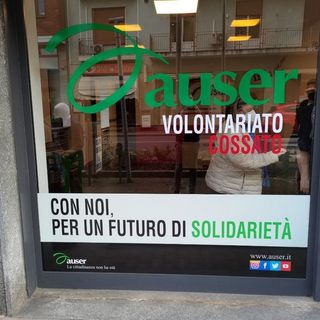 auser
VOLONTARIATO
COSSATO
CON NOI,
PER UN FUTURO DI SOLIDARIETÀ
auser
La cittadinanza non ha età
www.auser.it